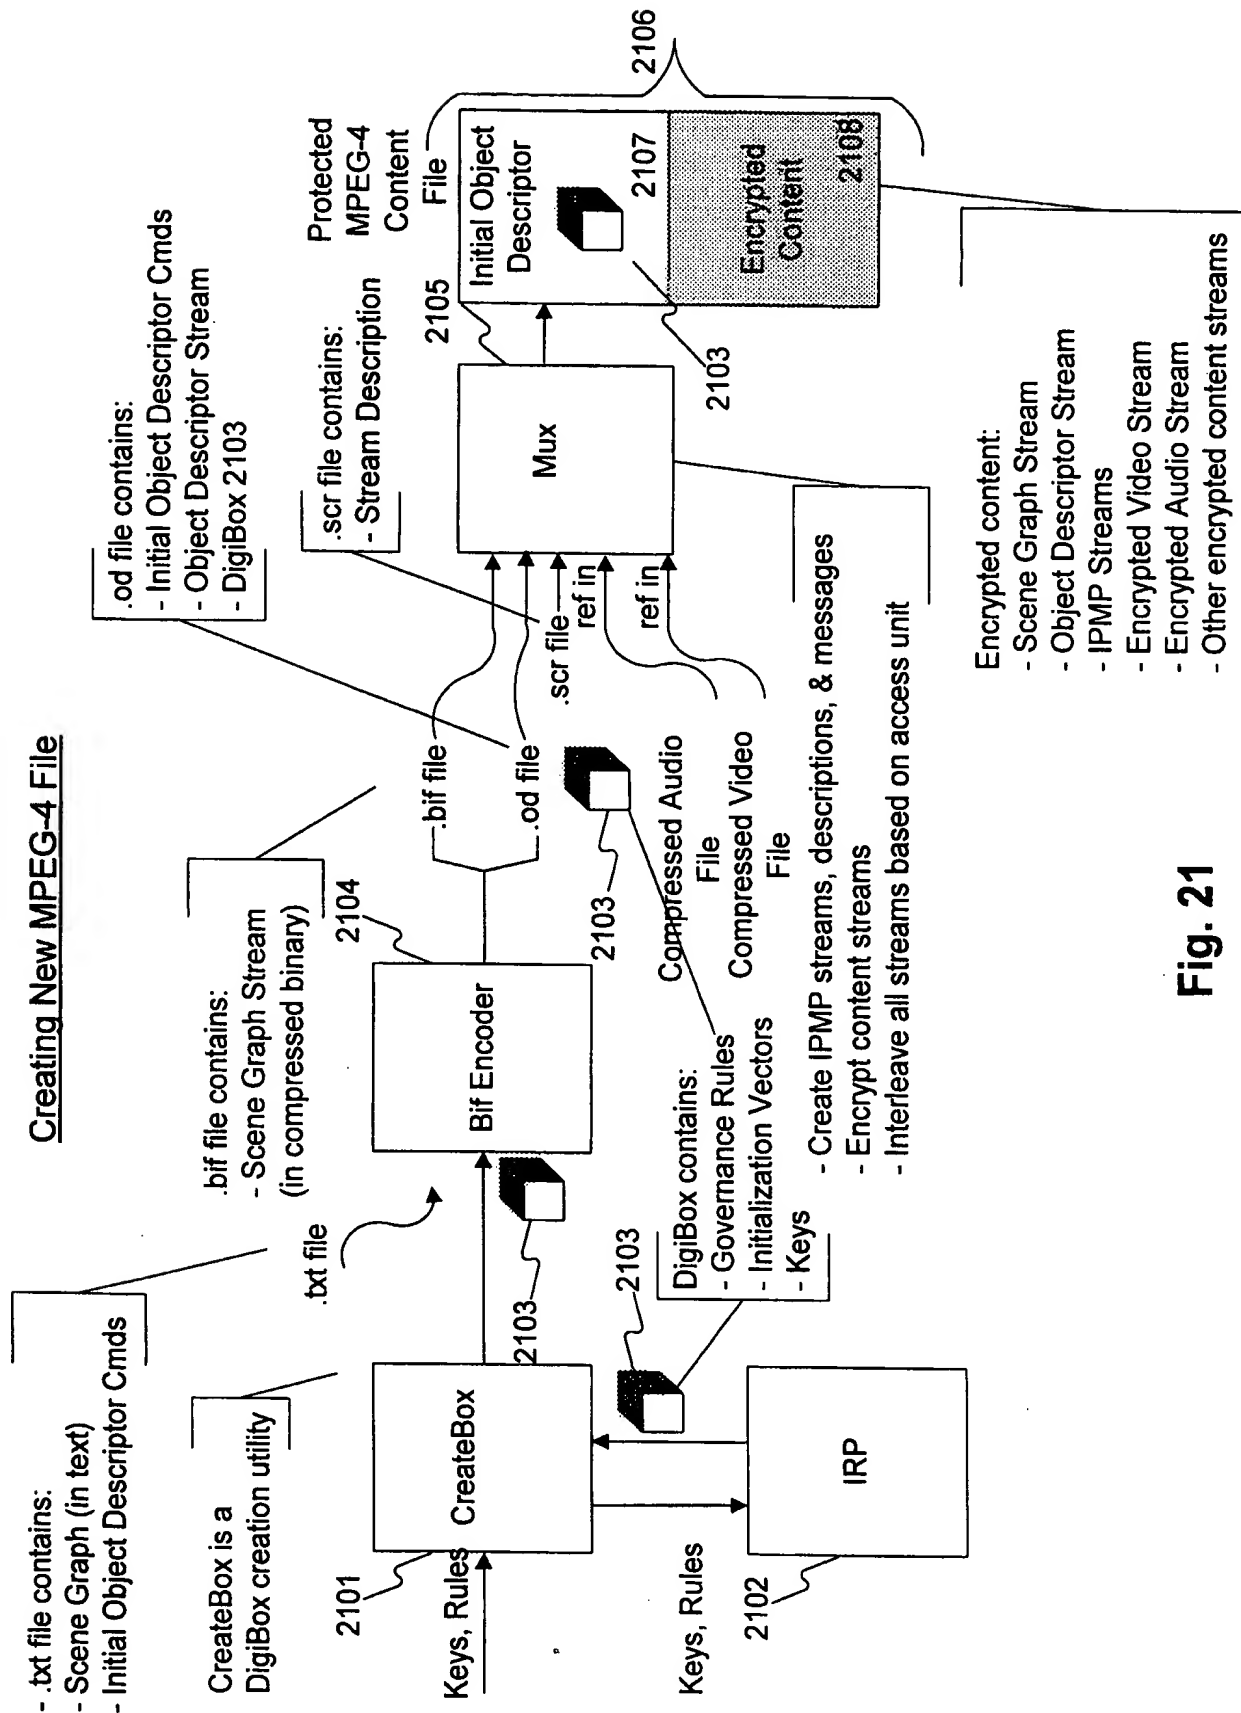 Creating New MPEG-4 File
- .txt file contains:
- Scene Graph (in text)
- Initial Object Descriptor Cmds
CreateBox is a
DigiBox creation utility
.bif file contains:
- Scene Graph Stream
(in compressed binary)
.od file contains:
- Initial Object Descriptor Cmds
- Object Descriptor Stream
- DigiBox 2103
.scr file contains:
- Stream Description
Protected
MPEG-4
Content
File
2101
Keys, Rules
CreateBox
.txt file
2103
2104
Bif Encoder
.bif file
.od file
2103
.scr file
ref in
ref in
Compressed Audio
File
Compressed Video
File
2105
Mux
Initial Object
Descriptor
2107
2103
Encrypted
Content
2108
2106
Keys, Rules
2102
IRP
2103
DigiBox contains:
- Governance Rules
- Initialization Vectors
- Keys
- Create IPMP streams, descriptions, & messages
- Encrypt content streams
- Interleave all streams based on access unit
Encrypted content:
- Scene Graph Stream
- Object Descriptor Stream
- IPMP Streams
- Encrypted Video Stream
- Encrypted Audio Stream
- Other encrypted content streams
Fig. 21